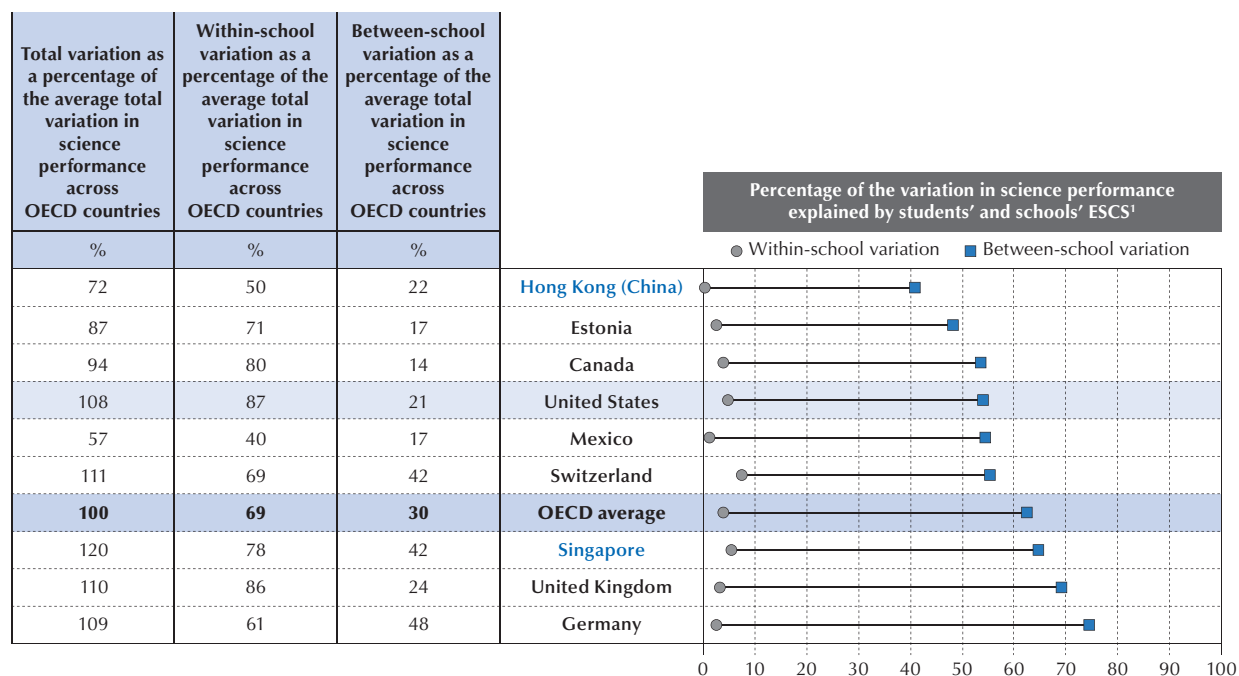 Total variation as
a percentage of
the average total
variation in
science
performance
across
OECD countries
Within-school
variation as a
percentage of the
average total
variation in
science
performance
across
OECD countries
Between-school
variation as a
percentage of the
average total
variation in
science
performance
across
OECD countries
Percentage of the variation in science performance
explained by students’ and schools’ ESCS¹
% % %
Within-school variation Between-school variation
72 50 22 Hong Kong (China)
87 71 17 Estonia
94 80 14 Canada
108 87 21 United States
57 40 17 Mexico
111 69 42 Switzerland
100 69 30 OECD average
120 78 42 Singapore
110 86 24 United Kingdom
109 61 48 Germany
0 10 20 30 40 50 60 70 80 90 100